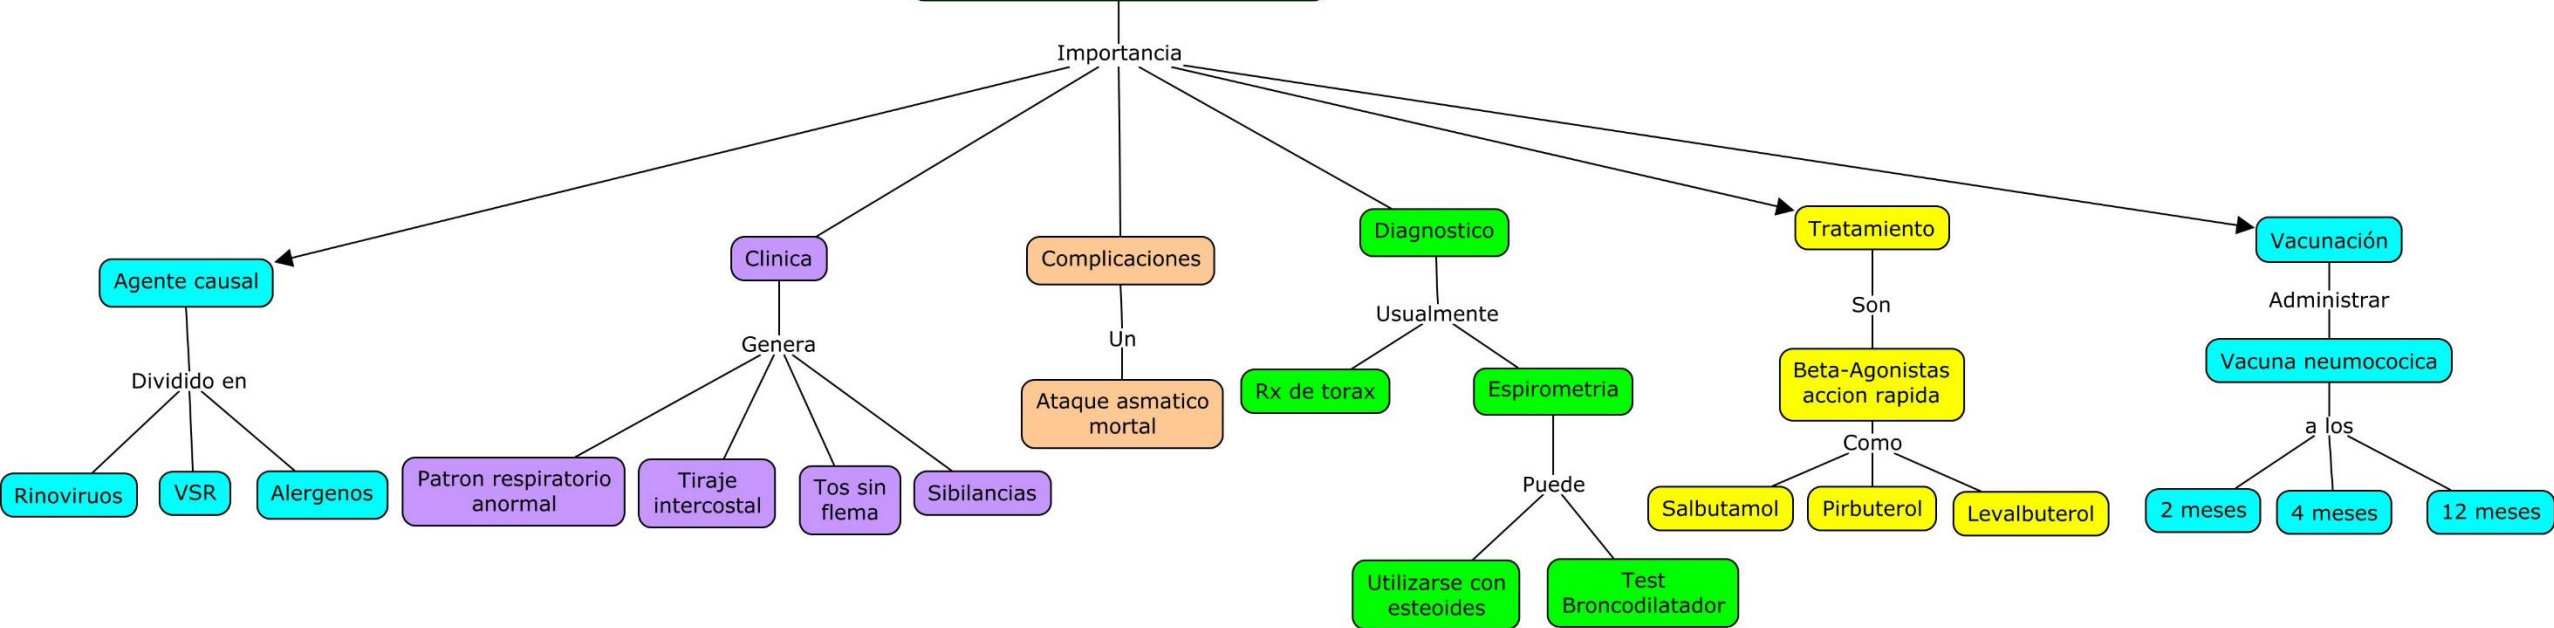 Importancia
Agente causal
Dividido en
Rinoviruos
VSR
Alergenos
Clinica
Genera
Patron respiratorio
anormal
Tiraje
intercostal
Tos sin
flema
Sibilancias
Complicaciones
Un
Ataque asmatico
mortal
Diagnostico
Usualmente
Rx de torax
Espirometria
Puede
Utilizarse con
esteoides
Test
Broncodilatador
Tratamiento
Son
Beta-Agonistas
accion rapida
Como
Salbutamol
Pirbuterol
Levalbuterol
Vacunación
Administrar
Vacuna neumococica
a los
2 meses
4 meses
12 meses